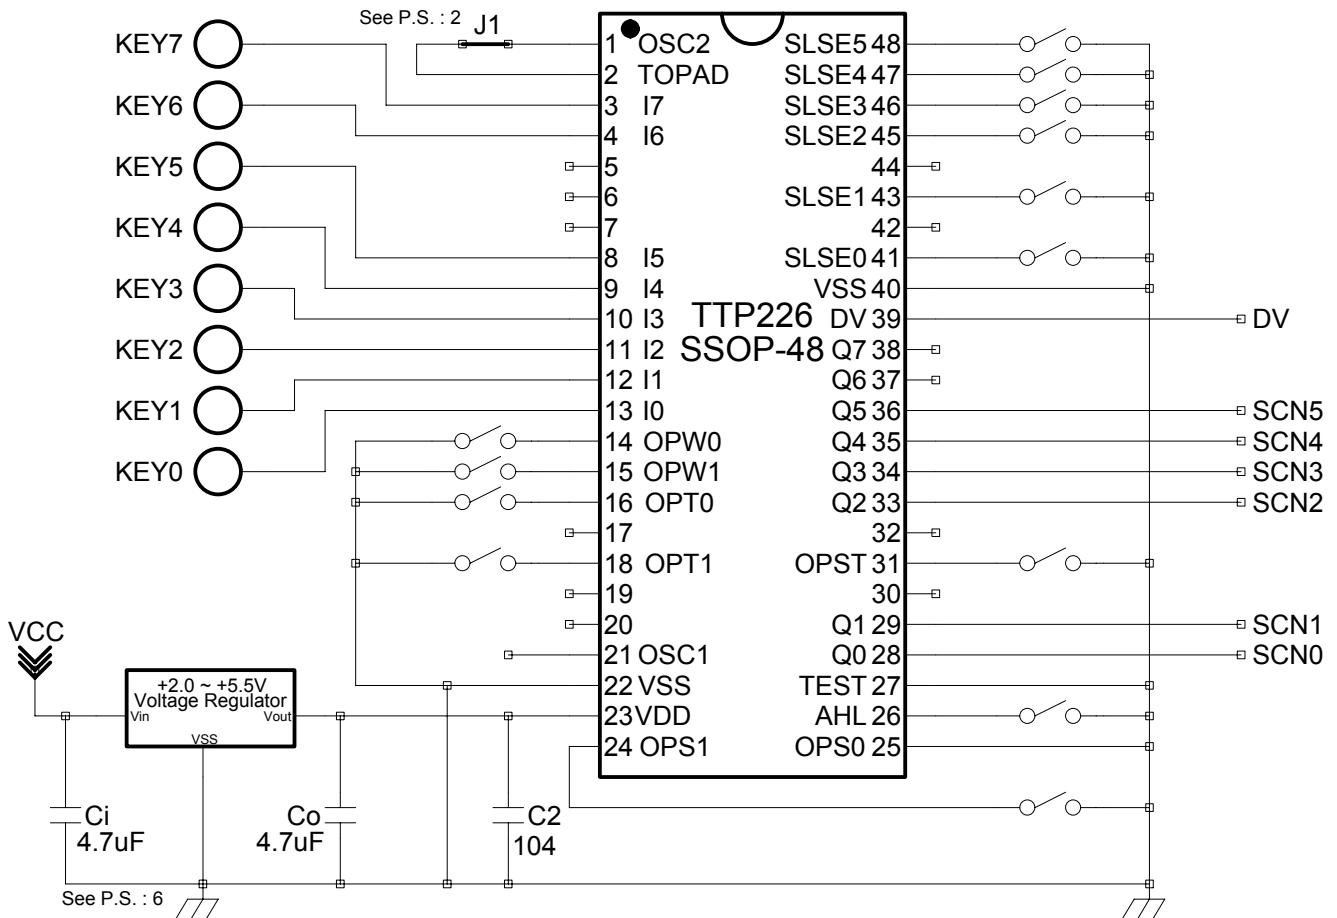 See P.S. : 2
J1
KEY7
KEY6
KEY5
KEY4
KEY3
KEY2
KEY1
KEY0
1 OSC2 SLSE5 48
2 TOPAD SLSE4 47
3 I7 SLSE3 46
4 I6 SLSE2 45
5 44
6 SLSE1 43
7 42
8 I5 SLSE0 41
9 I4 VSS 40
10 I3 DV 39 DV
11 I2 Q7 38
12 I1 Q6 37
13 I0 Q5 36 SCN5
14 OPW0 Q4 35 SCN4
15 OPW1 Q3 34 SCN3
16 OPT0 Q2 33 SCN2
17 32
18 OPT1 OPST 31
19 30
20 Q1 29 SCN1
21 OSC1 Q0 28 SCN0
22 VSS TEST 27
23 VDD AHL 26
24 OPS1 OPS0 25
TTP226
SSOP-48
VCC
+2.0 ~ +5.5V
Voltage Regulator
Vin Vout
VSS
Ci
4.7uF
Co
4.7uF
C2
104
See P.S. : 6